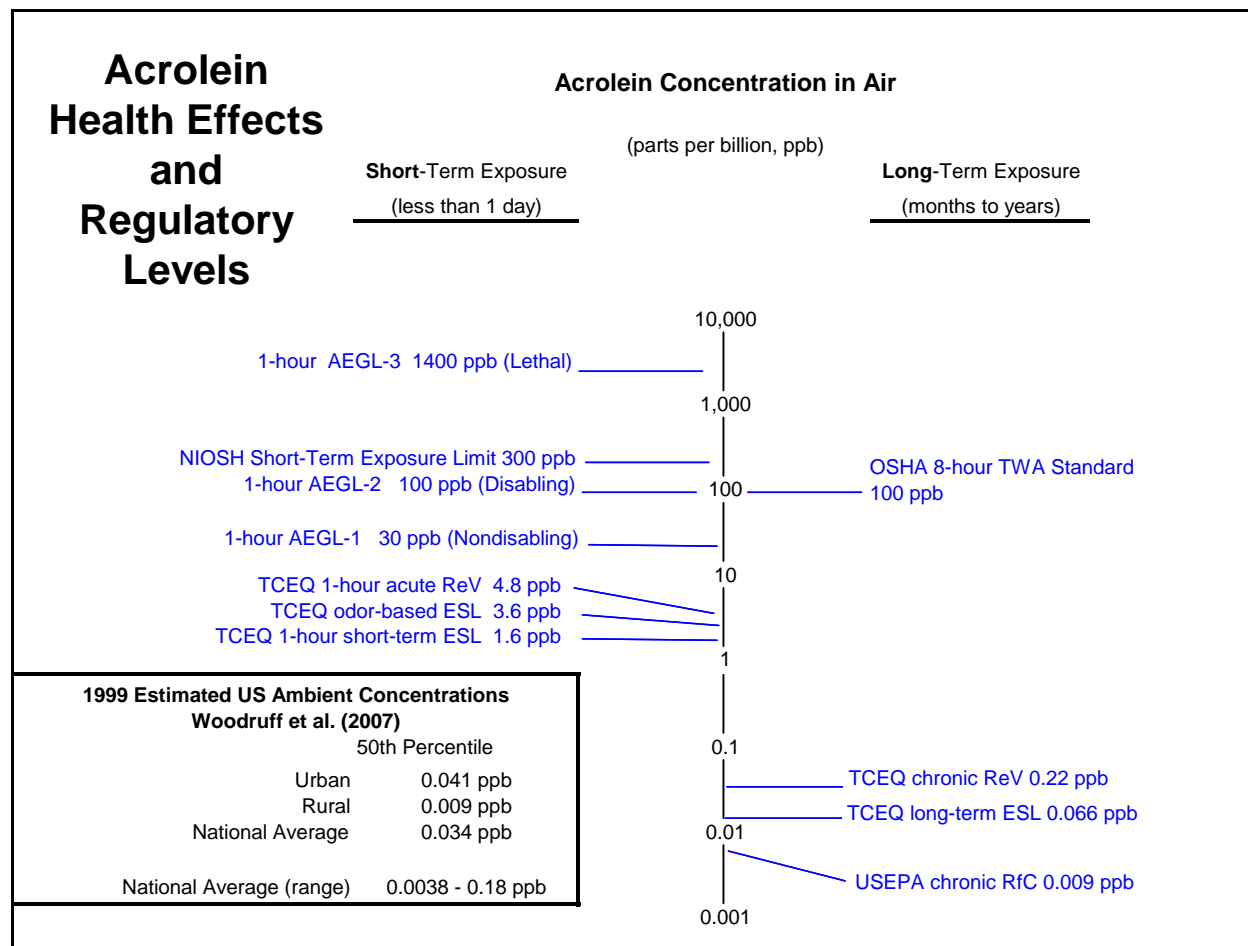 Acrolein
Health Effects
and
Regulatory
Levels
Acrolein Concentration in Air
(parts per billion, ppb)
Short-Term Exposure
(less than 1 day)
Long-Term Exposure
(months to years)
10,000
1-hour AEGL-3 1400 ppb (Lethal)
1,000
NIOSH Short-Term Exposure Limit 300 ppb
1-hour AEGL-2 100 ppb (Disabling)
100
OSHA 8-hour TWA Standard
100 ppb
1-hour AEGL-1 30 ppb (Nondisabling)
10
TCEQ 1-hour acute ReV 4.8 ppb
TCEQ odor-based ESL 3.6 ppb
TCEQ 1-hour short-term ESL 1.6 ppb
1
0.1
TCEQ chronic ReV 0.22 ppb
TCEQ long-term ESL 0.066 ppb
0.01
USEPA chronic RfC 0.009 ppb
0.001
1999 Estimated US Ambient Concentrations
Woodruff et al. (2007)
50th Percentile
Urban 0.041 ppb
Rural 0.009 ppb
National Average 0.034 ppb
National Average (range) 0.0038 - 0.18 ppb